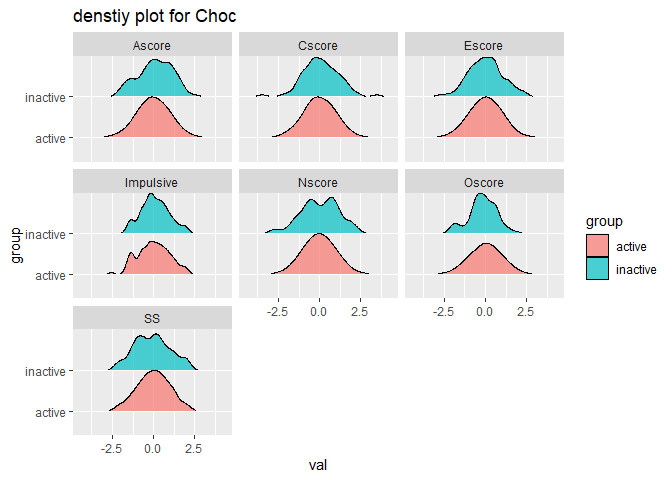 denstiy plot for Choc
Ascore Cscore Escore
inactive
active
Impulsive Nscore Oscore
inactive
active
SS
inactive
active
-2.5 0.0 2.5 -2.5 0.0 2.5
-2.5 0.0 2.5
val
group
group
active
inactive